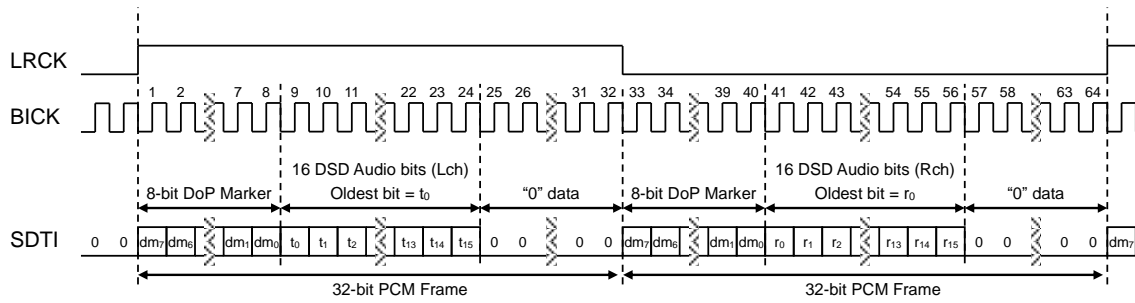 LRCK
1 2 7 8 9 10 11 22 23 24 25 26 31 32 33 34 39 40 41 42 43 54 55 56 57 58 63 64
BICK
16 DSD Audio bits (Lch) 16 DSD Audio bits (Rch)
8-bit DoP Marker Oldest bit = t₀ “0” data 8-bit DoP Marker Oldest bit = r₀ “0” data
SDTI 0 0 dm₇ dm₆ dm₁ dm₀ t₀ t₁ t₂ t₁₃ t₁₄ t₁₅ 0 0 0 0 dm₇ dm₆ dm₁ dm₀ r₀ r₁ r₂ r₁₃ r₁₄ r₁₅ 0 0 0 0 dm₇
32-bit PCM Frame 32-bit PCM Frame